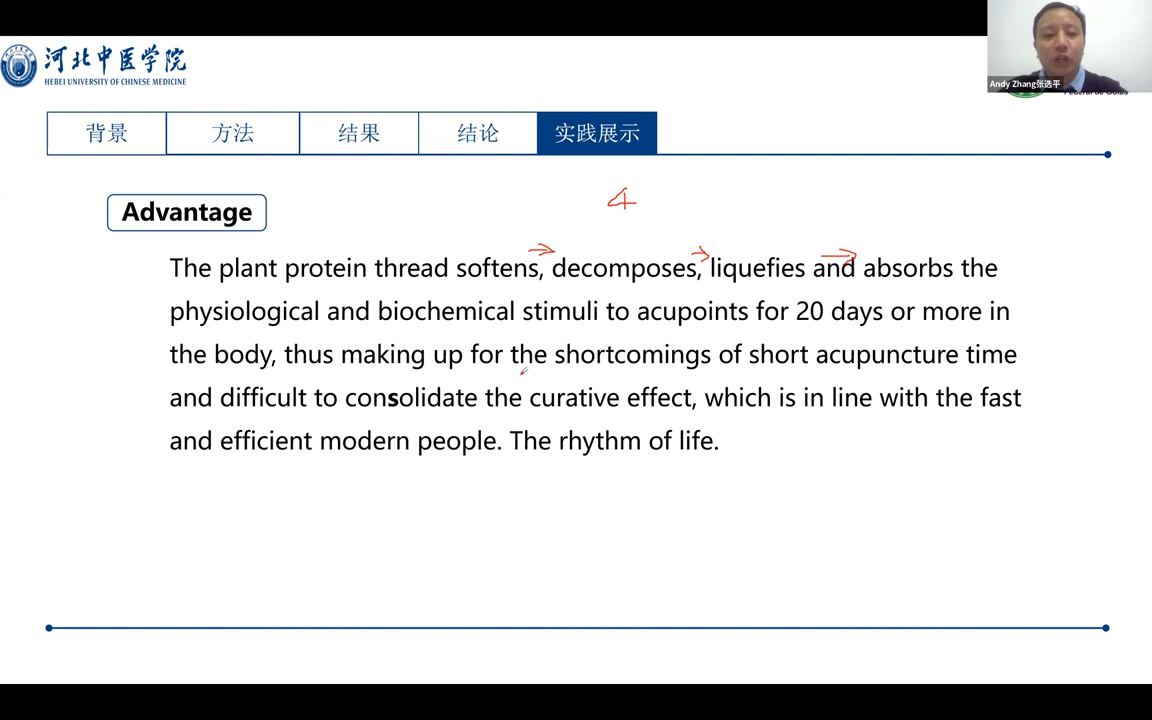 河北中医学院
HEBEI UNIVERSITY OF CHINESE MEDICINE
Andy Zhang张选平
背景 方法 结果 结论 实践展示
4
Advantage
The plant protein thread softens, decomposes, liquefies and absorbs the
physiological and biochemical stimuli to acupoints for 20 days or more in
the body, thus making up for the shortcomings of short acupuncture time
and difficult to consolidate the curative effect, which is in line with the fast
and efficient modern people. The rhythm of life.